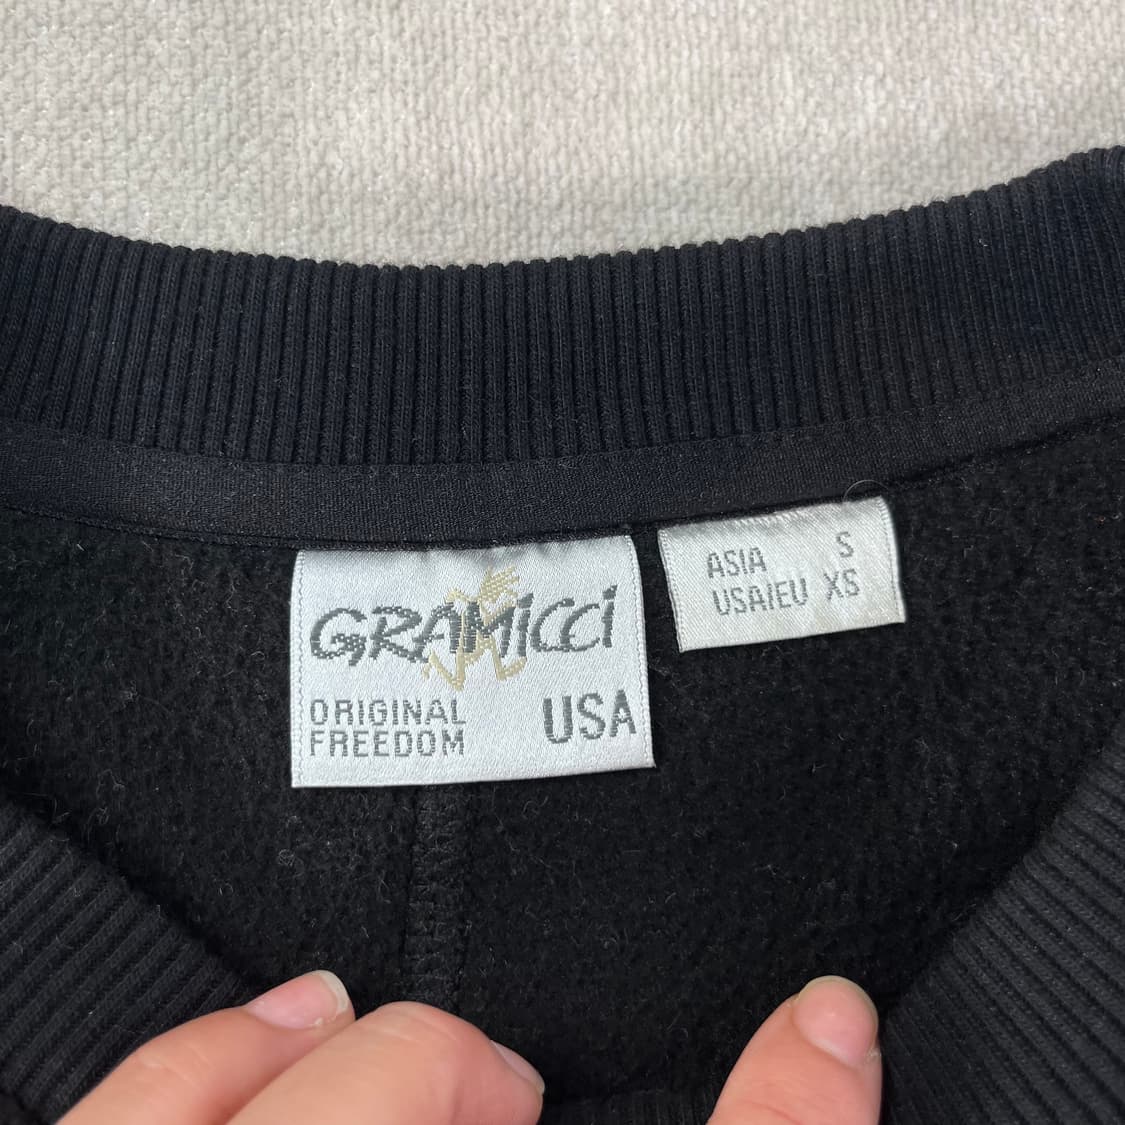 GRAMiCCi
ORIGINAL
FREEDOM
USA
ASIA S
USA/EU XS